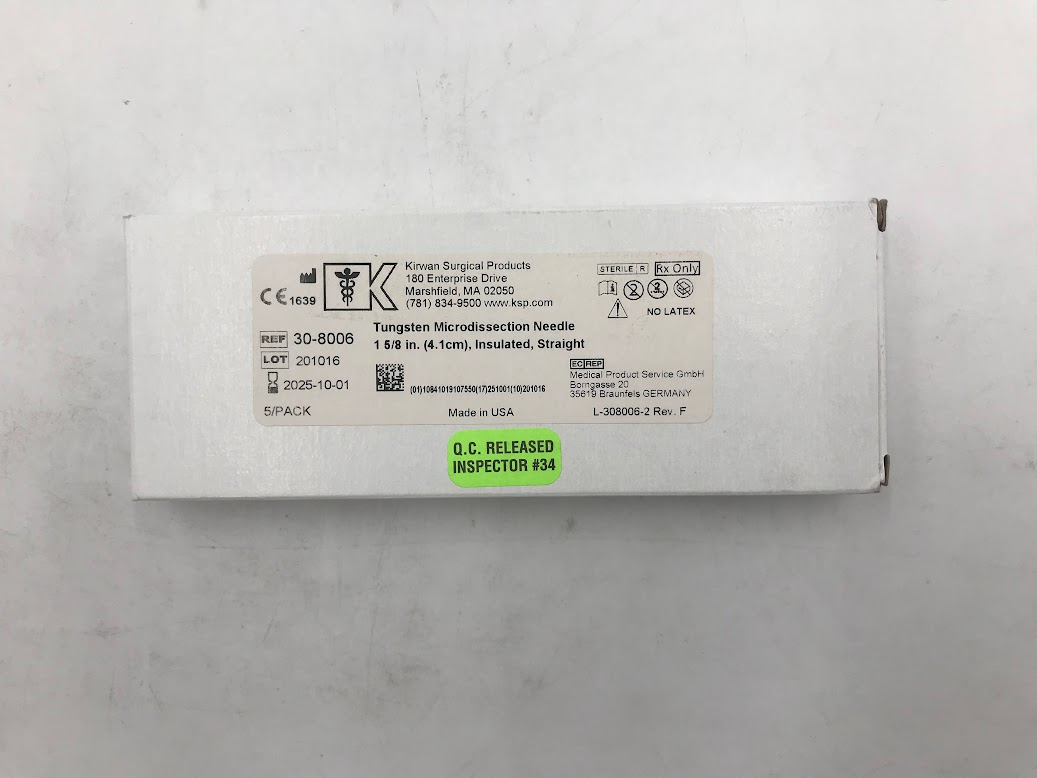 Kirwan Surgical Products
180 Enterprise Drive
Marshfield, MA 02050
(781) 834-9500 www.ksp.com
CE 1639
K
STERILE R Rx Only
NO LATEX
Tungsten Microdissection Needle
1 5/8 in. (4.1cm), Insulated, Straight
REF 30-8006
LOT 201016
2025-10-01
5/PACK
(01)10841019107550(17)251001(10)201016
Made in USA
EC REP
Medical Product Service GmbH
Borngasse 20
35619 Braunfels GERMANY
L-308006-2 Rev. F
Q.C. RELEASED
INSPECTOR #34